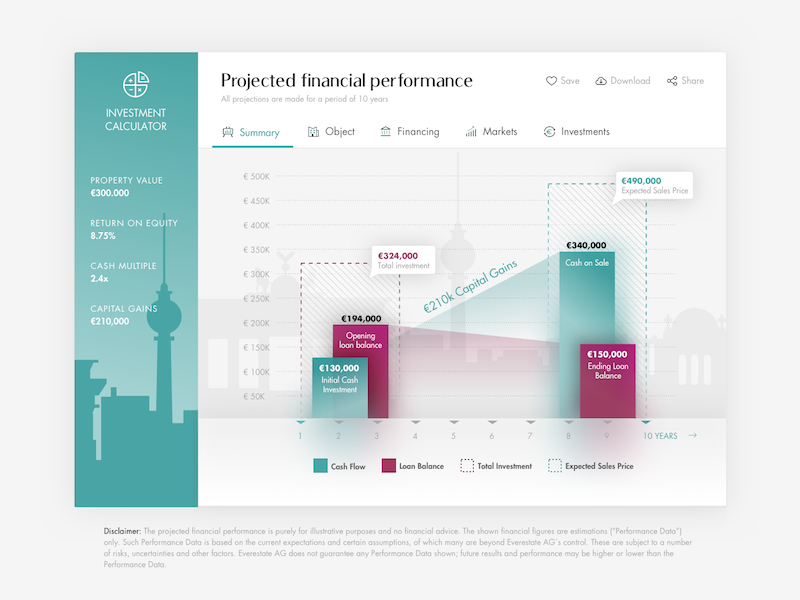 INVESTMENT
CALCULATOR
PROPERTY VALUE
€300.000
RETURN ON EQUITY
8.75%
CASH MULTIPLE
2.4x
CAPITAL GAINS
€210,000
Projected financial performance
All projections are made for a period of 10 years
Save
Download
Share
Summary
Object
Financing
Markets
Investments
€ 500K
€ 450K
€ 400K
€ 350K
€ 300K
€ 250K
€ 200K
€ 150K
€ 100K
€ 50K
€324,000
Total investment
€194,000
Opening
loan balance
€130,000
Initial Cash
Investment
€210k Capital Gains
€490,000
Expected Sales Price
€340,000
Cash on Sale
€150,000
Ending Loan
Balance
1 2 3 4 5 6 7 8 9 10 YEARS
Cash Flow
Loan Balance
Total Investment
Expected Sales Price
Disclaimer: The projected financial performance is purely for illustrative purposes and no financial advice. The shown financial figures are estimations ("Performance Data")
only. Such Performance Data is based on the current expectations and certain assumptions, of which many are beyond Everestate AG´s control. These are subject to a number
of risks, uncertainties and other factors. Everestate AG does not guarantee any Performance Data shown; future results and performance may be higher or lower than the
Performance Data.